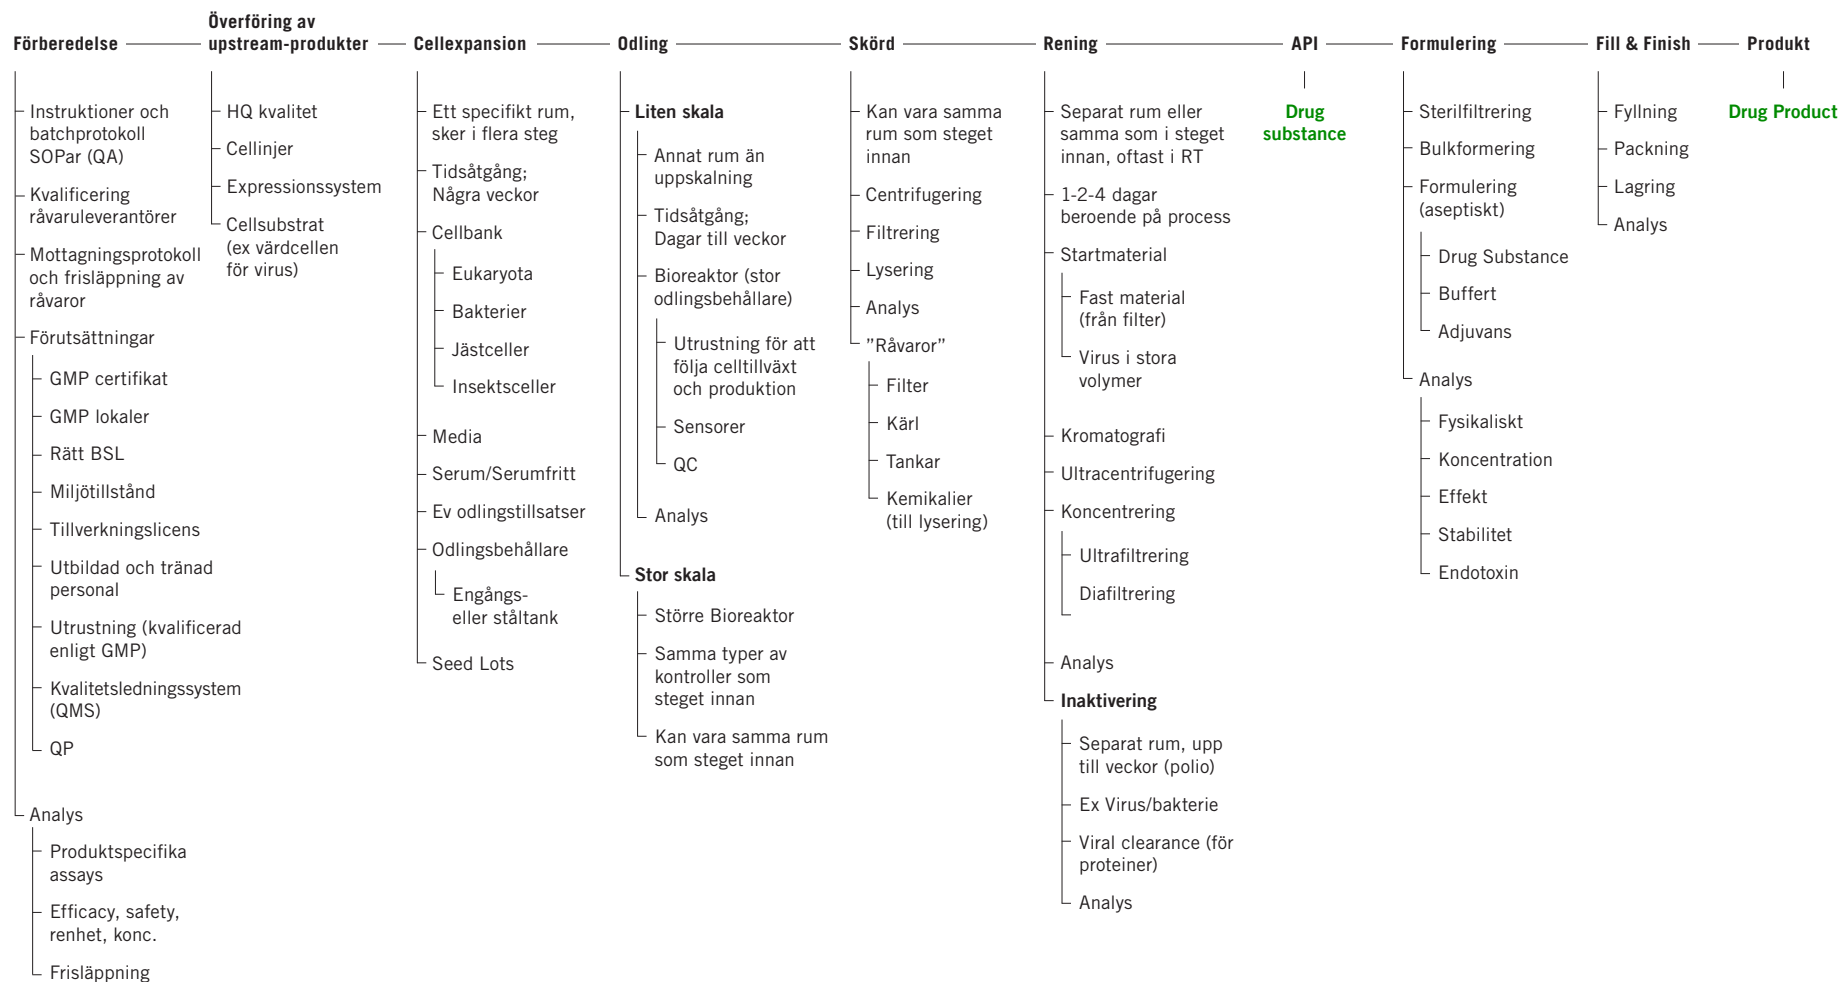 Förberedelse
Överföring av
upstream-produkter
Cellexpansion
Odling
Skörd
Rening
API
Formulering
Fill & Finish
Produkt
Instruktioner och
batchprotokoll
SOPar (QA)
Kvalificering
råvaruleverantörer
Mottagningsprotokoll
och frisläppning av
råvaror
Förutsättningar
GMP certifikat
GMP lokaler
Rätt BSL
Miljötillstånd
Tillverkningslicens
Utbildad och tränad
personal
Utrustning (kvalificerad
enligt GMP)
Kvalitetsledningssystem
(QMS)
QP
Analys
Produktspecifika
assays
Efficacy, safety,
renhet, konc.
Frisläppning
HQ kvalitet
Cellinjer
Expressionssystem
Cellsubstrat
(ex värdcellen
för virus)
Ett specifikt rum,
sker i flera steg
Tidsåtgång;
Några veckor
Cellbank
Eukaryota
Bakterier
Jästceller
Insektsceller
Media
Serum/Serumfritt
Ev odlingstillsatser
Odlingsbehållare
Engångs-
eller ståltank
Seed Lots
Liten skala
Annat rum än
uppskalning
Tidsåtgång;
Dagar till veckor
Bioreaktor (stor
odlingsbehållare)
Utrustning för att
följa celltillväxt
och produktion
Sensorer
QC
Analys
Stor skala
Större Bioreaktor
Samma typer av
kontroller som
steget innan
Kan vara samma rum
som steget innan
Kan vara samma
rum som steget
innan
Centrifugering
Filtrering
Lysering
Analys
”Råvaror”
Filter
Kärl
Tankar
Kemikalier
(till lysering)
Separat rum eller
samma som i steget
innan, oftast i RT
1-2-4 dagar
beroende på process
Startmaterial
Fast material
(från filter)
Virus i stora
volymer
Kromatografi
Ultracentrifugering
Koncentrering
Ultrafiltrering
Diafiltrering
Analys
Inaktivering
Separat rum, upp
till veckor (polio)
Ex Virus/bakterie
Viral clearance (för
proteiner)
Analys
Drug
substance
Sterilfiltrering
Bulkformering
Formulering
(aseptiskt)
Drug Substance
Buffert
Adjuvans
Analys
Fysikaliskt
Koncentration
Effekt
Stabilitet
Endotoxin
Fyllning
Packning
Lagring
Analys
Drug Product